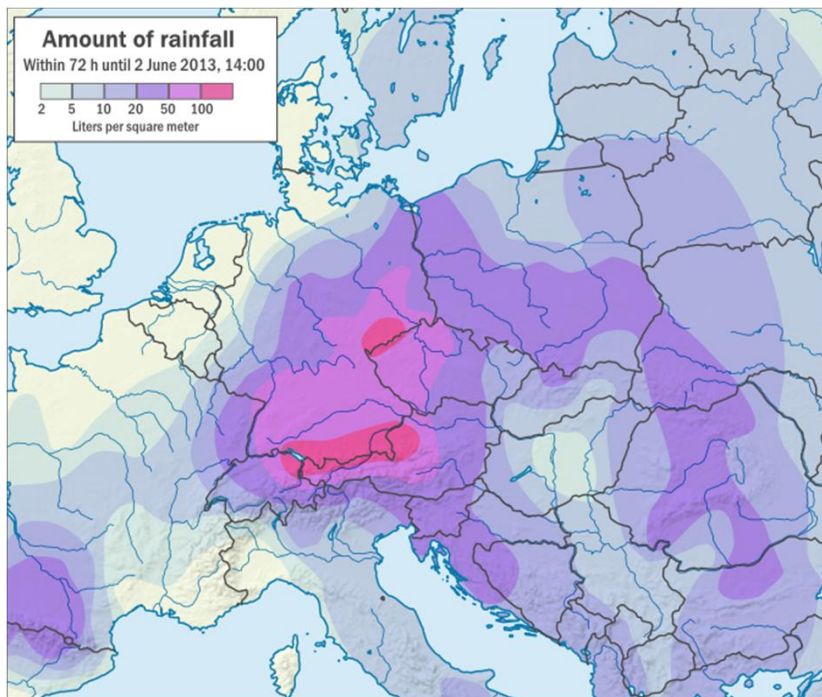 Amount of rainfall
Within 72 h until 2 June 2013, 14:00
2 5 10 20 50 100
Liters per square meter